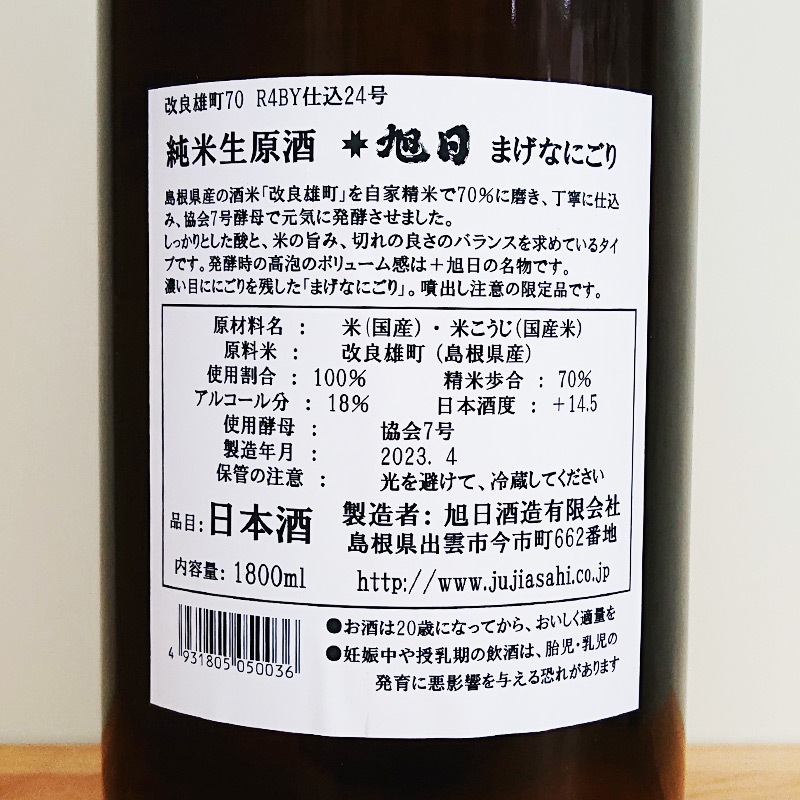 改良雄町70 R4BY仕込24号
純米生原酒 旭日 まげなにごり
島根県産の酒米「改良雄町」を自家精米で70%に磨き、丁寧に仕込
み、協会7号酵母で元気に発酵させました。
しっかりとした酸と、米の旨み、切れの良さのバランスを求めているタイ
プです。発酵時の高泡のボリューム感は＋旭日の名物です。
濃い目ににごりを残した「まげなにごり」。噴出し注意の限定品です。
原材料名 : 米(国産)・米こうじ(国産米)
原料米 : 改良雄町(島根県産)
使用割合 : 100% 精米歩合 : 70%
アルコール分 : 18% 日本酒度 : +14.5
使用酵母 : 協会7号
製造年月 : 2023. 4
保管の注意 : 光を避けて、冷蔵してください
品目:日本酒 製造者: 旭日酒造有限会社
島根県出雲市今市町662番地
内容量: 1800ml http://www.jujiasahi.co.jp
4 931805 050036
●お酒は20歳になってから、おいしく適量を
●妊娠中や授乳期の飲酒は、胎児・乳児の
発育に悪影響を与える恐れがあります